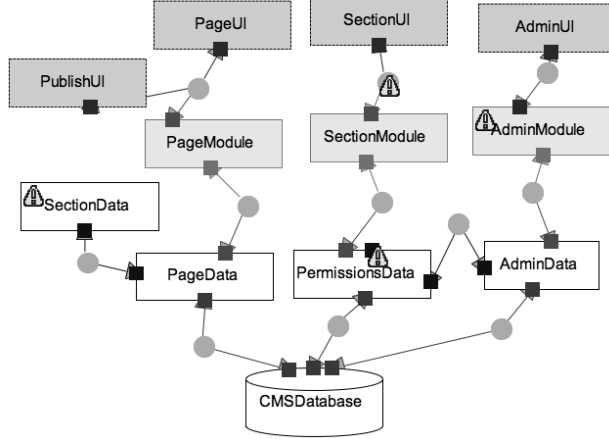 PageUI
SectionUI
AdminUI
PublishUI
PageModule
SectionModule
AdminModule
SectionData
PageData
PermissionsData
AdminData
CMSDatabase